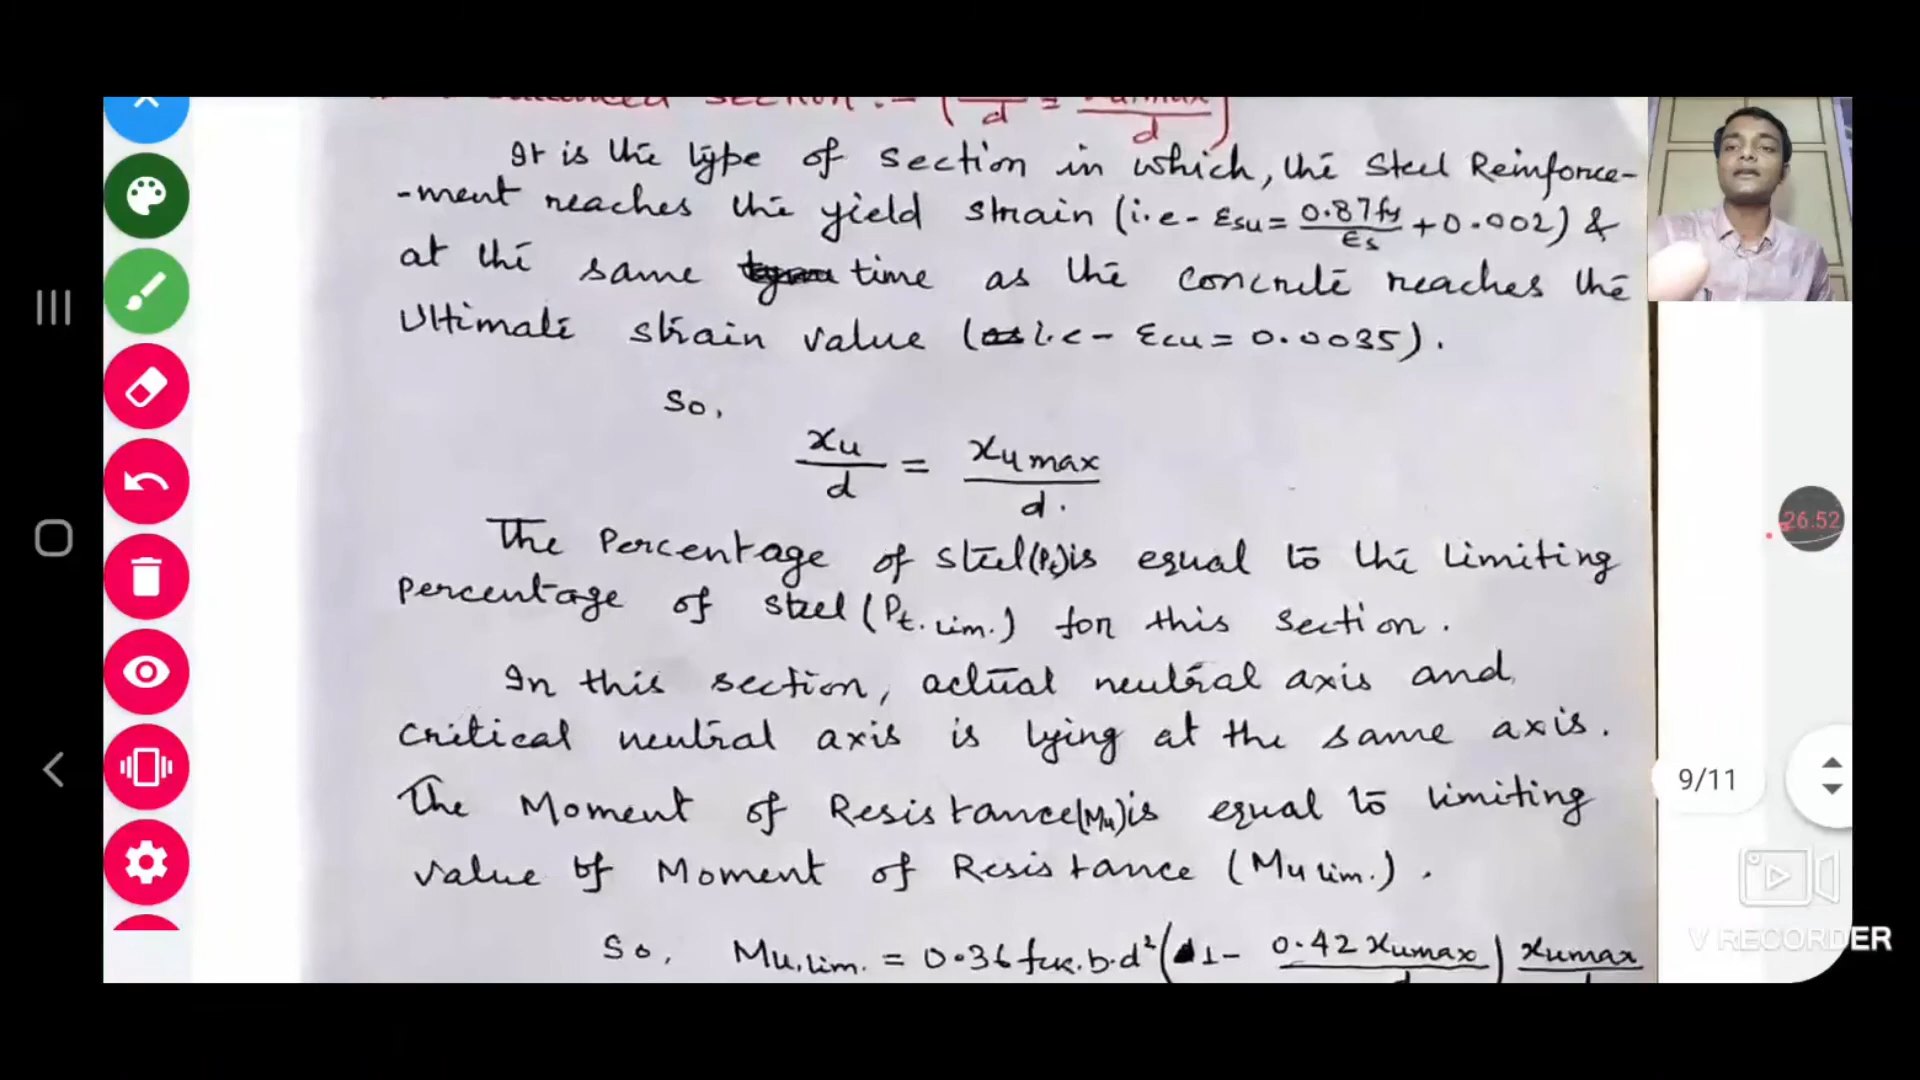 Balanced section:- (xu/d = xumax/d)
It is the type of section in which, the Steel Reinforce-
-ment reaches the yield strain (i.e- εsu = 0.87fy/Es + 0.002) &
at the same time as the concrete reaches the
Ultimate strain value (i.e- εcu = 0.0035).
So,
xu/d = xu max/d.
The Percentage of steel (Pt) is equal to the limiting
percentage of steel (Pt. lim.) for this section.
In this section, actual neutral axis and
critical neutral axis is lying at the same axis.
The Moment of Resistance (Mu) is equal to limiting
value of Moment of Resistance (Mu lim.).
So, Mu,lim. = 0.36 fck. b. d² (1 - 0.42 xumax/d) xumax/d
26.52
9/11
V RECORDER